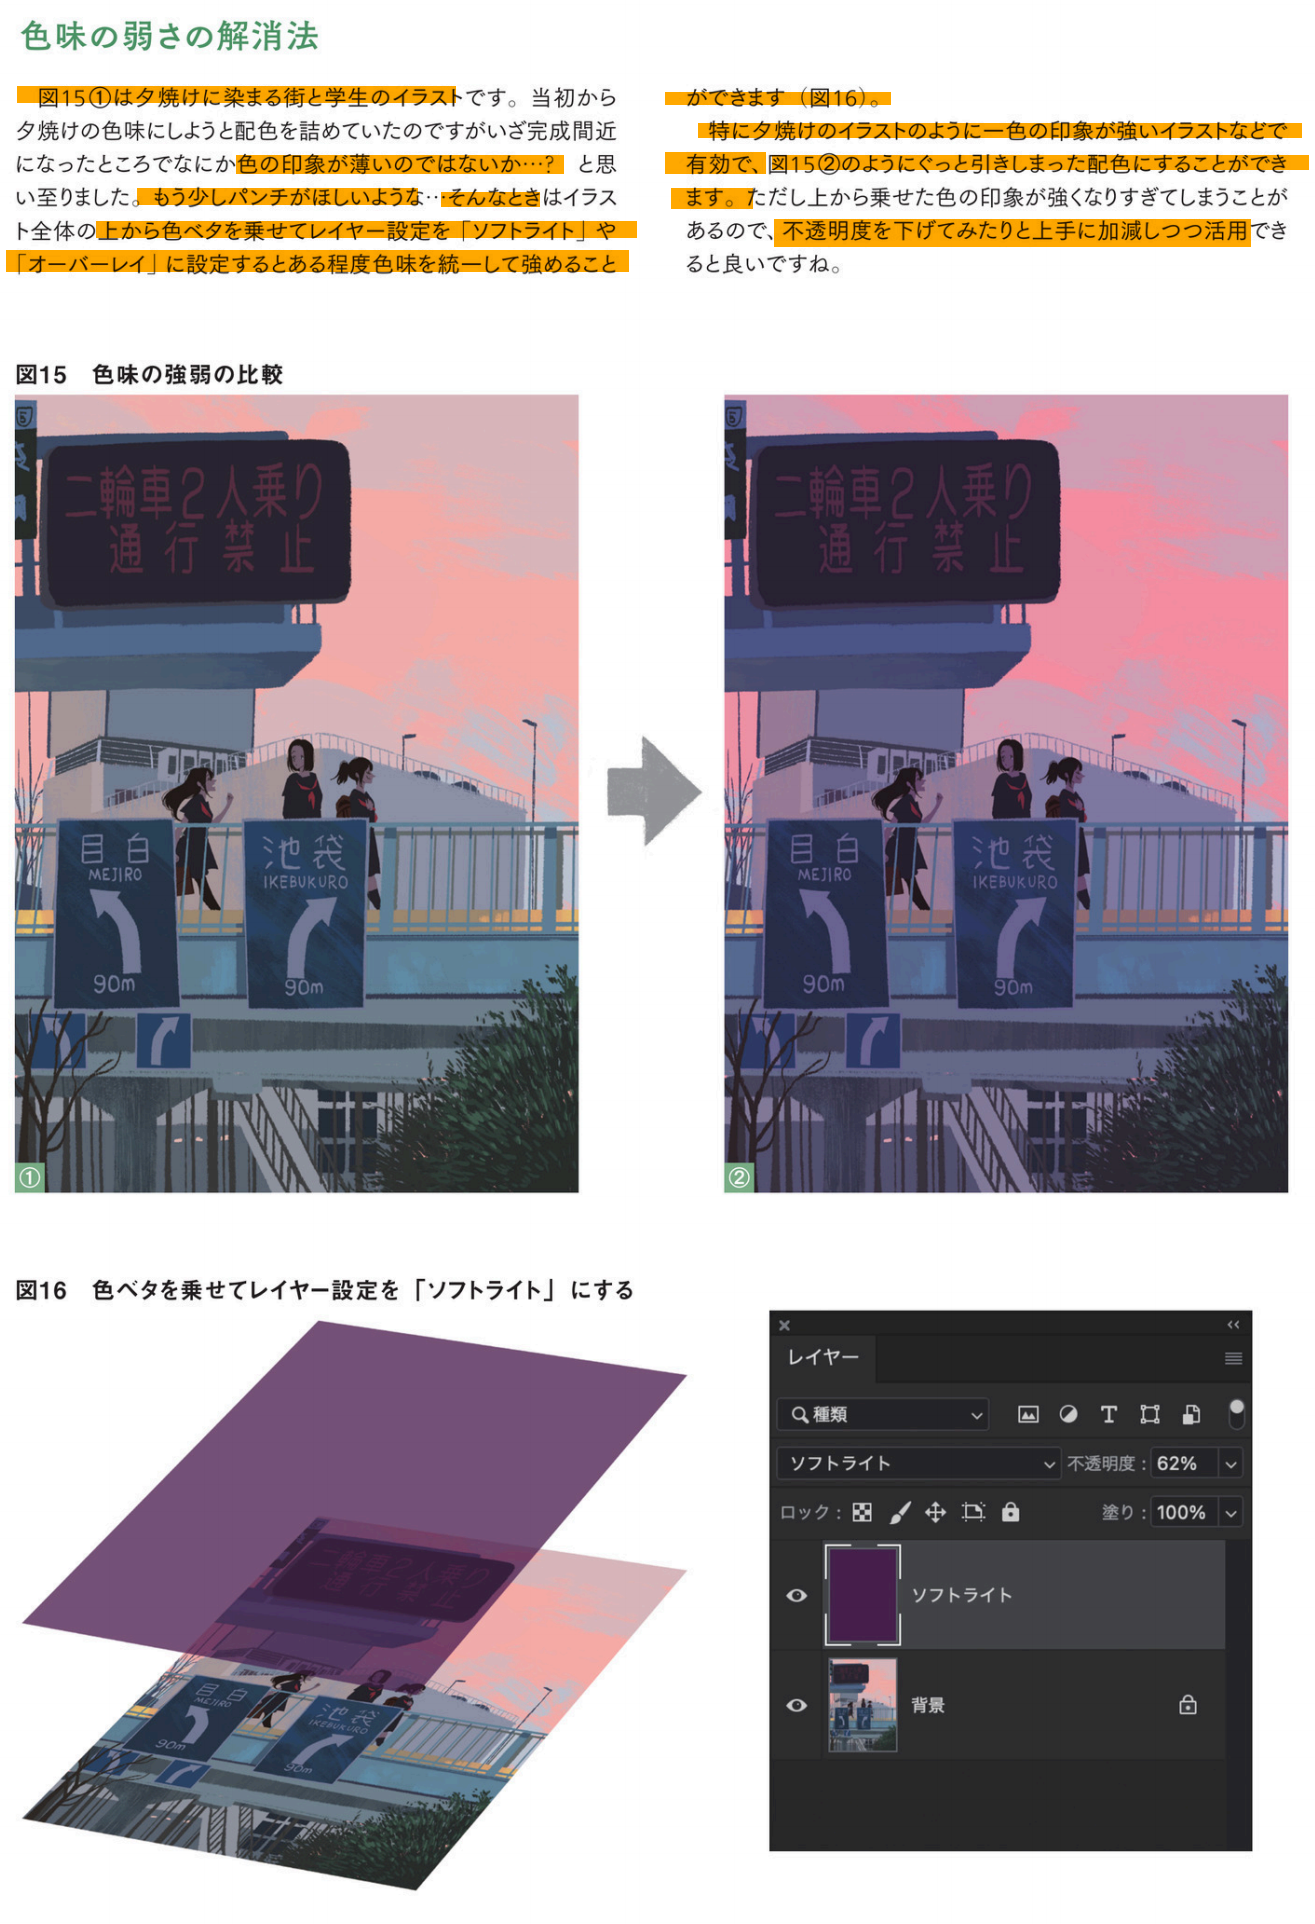 色味の弱さの解消法
図15①は夕焼けに染まる街と学生のイラストです。当初から
夕焼けの色味にしようと配色を詰めていたのですがいざ完成間近
になったところでなにか色の印象が薄いのではないか…?　と思
い至りました。もう少しパンチがほしいような…そんなときはイラス
ト全体の上から色ベタを乗せてレイヤー設定を「ソフトライト」や
「オーバーレイ」に設定するとある程度色味を統一して強めること
ができます（図16）。
特に夕焼けのイラストのように一色の印象が強いイラストなどで
有効で、図15②のようにぐっと引きしまった配色にすることができ
ます。ただし上から乗せた色の印象が強くなりすぎてしまうことが
あるので、不透明度を下げてみたりと上手に加減しつつ活用でき
ると良いですね。
図15　色味の強弱の比較
5
二輪車2人乗り
通行禁止
目白
MEJIRO
90m
池袋
IKEBUKURO
90m
①
5
二輪車2人乗り
通行禁止
目白
MEJIRO
90m
池袋
IKEBUKURO
90m
②
図16　色ベタを乗せてレイヤー設定を「ソフトライト」にする
二輪車2人乗り
通行禁止
目白
MEJIRO
90m
池袋
IKEBUKURO
90m
レイヤー
種類
ソフトライト 不透明度：62%
ロック： 塗り：100%
ソフトライト
背景